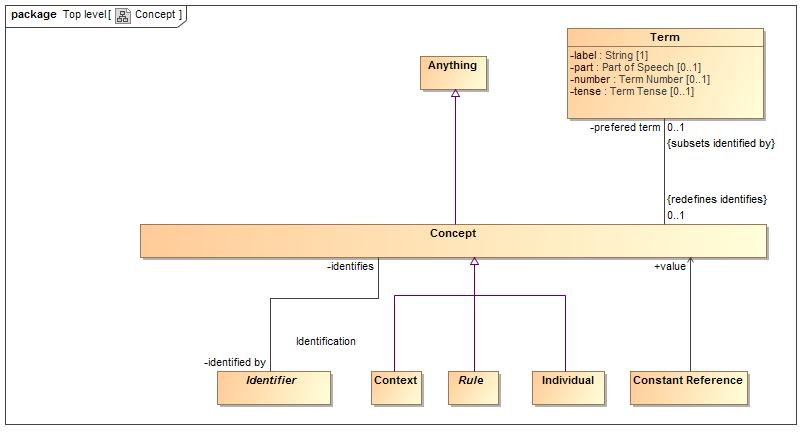 package Top level[ Concept ]
Term
-label : String [1]
-part : Part of Speech [0..1]
-number : Term Number [0..1]
-tense : Term Tense [0..1]
Anything
-prefered term 0..1
{subsets identified by}
{redefines identifies}
0..1
Concept
-identifies
+value
Identification
-identified by
Identifier
Context
Rule
Individual
Constant Reference